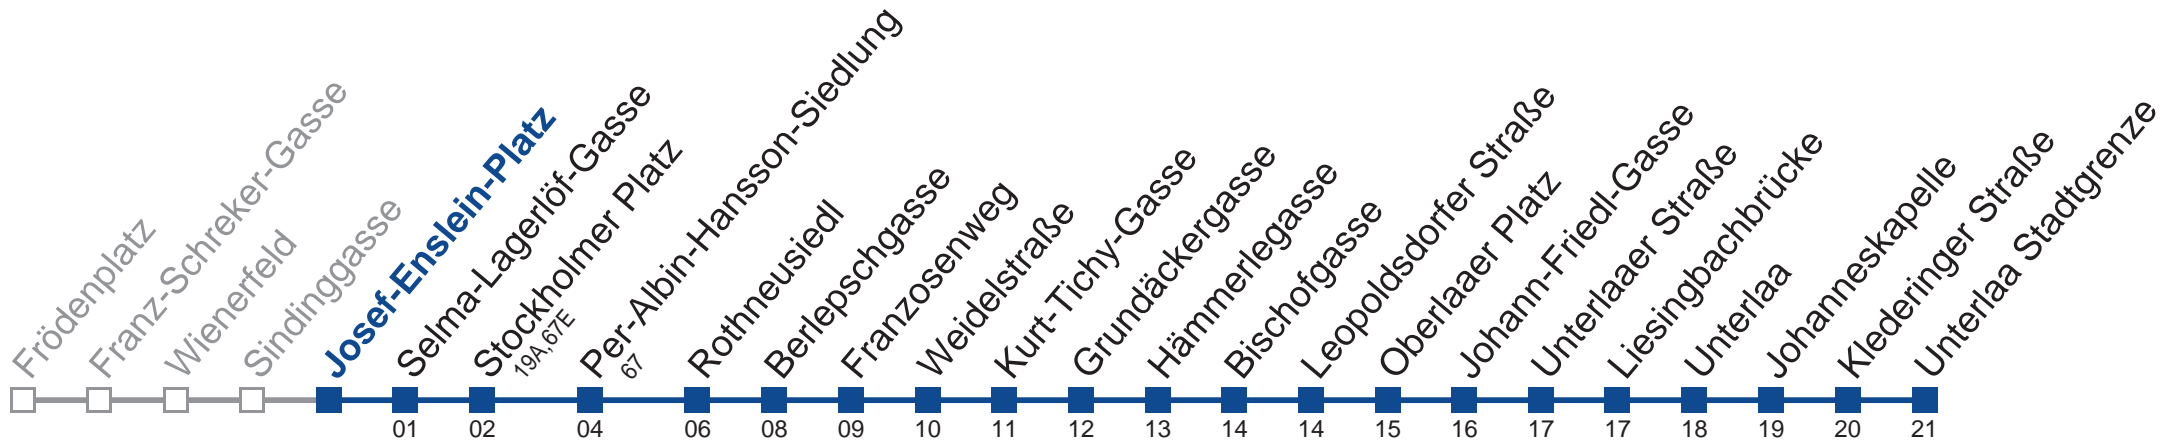 Frödenplatz
Franz-Schreker-Gasse
Wienerfeld
Sindinggasse
Josef-Enslein-Platz
Selma-Lagerlöf-Gasse
Stockholmer Platz
19A,67E
Per-Albin-Hansson-Siedlung
67
Rothneusiedl
Berlepschgasse
Franzosenweg
Weidelstraße
Kurt-Tichy-Gasse
Grundäckergasse
Hämmerlegasse
Bischofgasse
Leopoldsdorfer Straße
Oberlaaer Platz
Johann-Friedl-Gasse
Unterlaaer Straße
Liesingbachbrücke
Unterlaa
Johanneskapelle
Klederinger Straße
Unterlaa Stadtgrenze
01 02 04 06 08 09 10 11 12 13 14 14 15 16 17 17 18 19 20 21